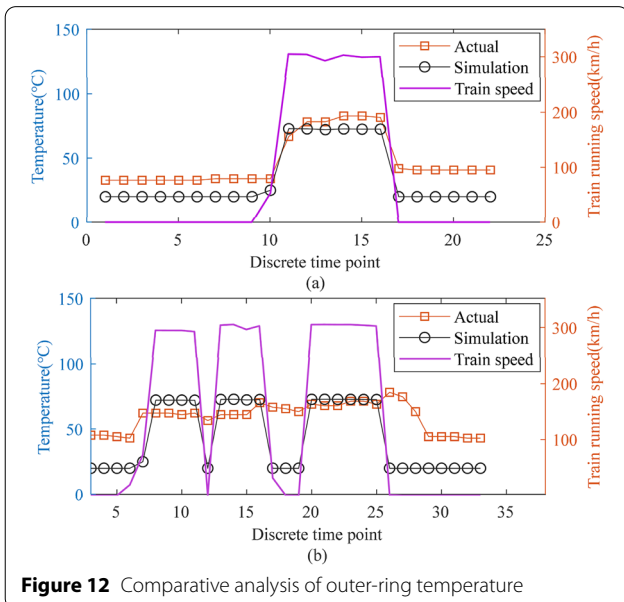 150
100
50
0
Temperature(°C)
Actual
Simulation
Train speed
300
200
100
0
Train running speed(km/h)
0 5 10 15 20 25
Discrete time point
(a)
150
100
50
0
Temperature(°C)
Actual
Simulation
Train speed
300
200
100
Train running speed(km/h)
5 10 15 20 25 30 35
Discrete time point
(b)
Figure 12 Comparative analysis of outer-ring temperature